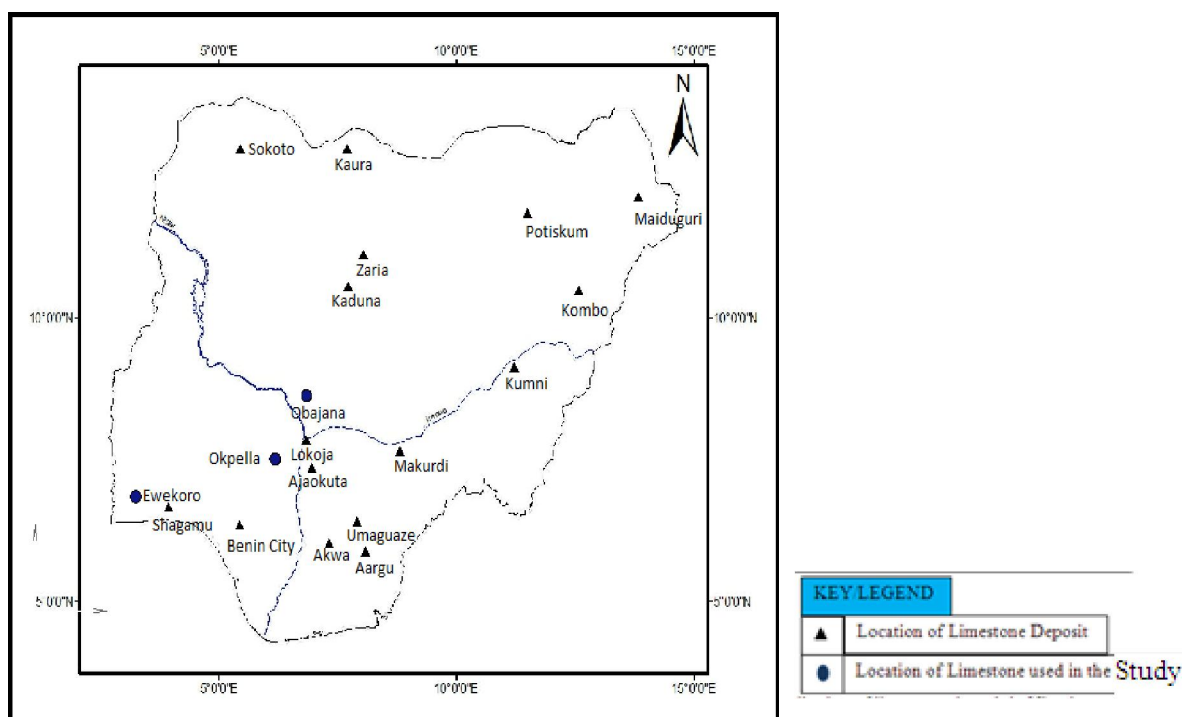 5°0'0"E
10°0'0"E
15°0'0"E
N
Sokoto
Kaura
Maiduguri
Potiskum
Zaria
Kaduna
Kombo
10°0'0"N
10°0'0"N
Kumni
Obajana
Lokoja
Makurdi
Okpella
Ajaokuta
Ewekoro
Shagamu
Umaguaze
Benin City
Akwa
Aargu
5°0'0"N
5°0'0"N
5°0'0"E
10°0'0"E
15°0'0"E
KEY/LEGEND
Location of Limestone Deposit
Location of Limestone used in the Study